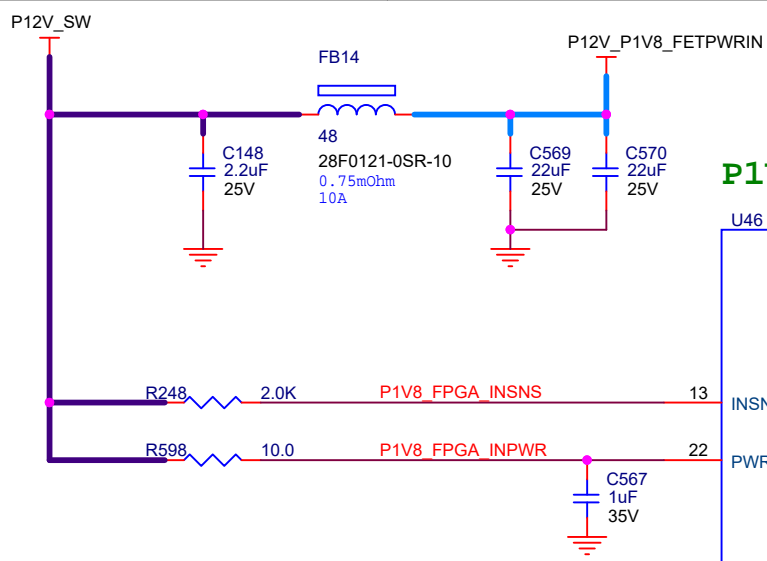 P12V_SW
FB14
P12V_P1V8_FETPWRIN
48
28F0121-0SR-10
0.75mOhm
10A
C148
2.2uF
25V
C569
22uF
25V
C570
22uF
25V
P1
U46
R248
2.0K
P1V8_FPGA_INSNS
13
INSN
R598
10.0
P1V8_FPGA_INPWR
22
PWR
C567
1uF
35V